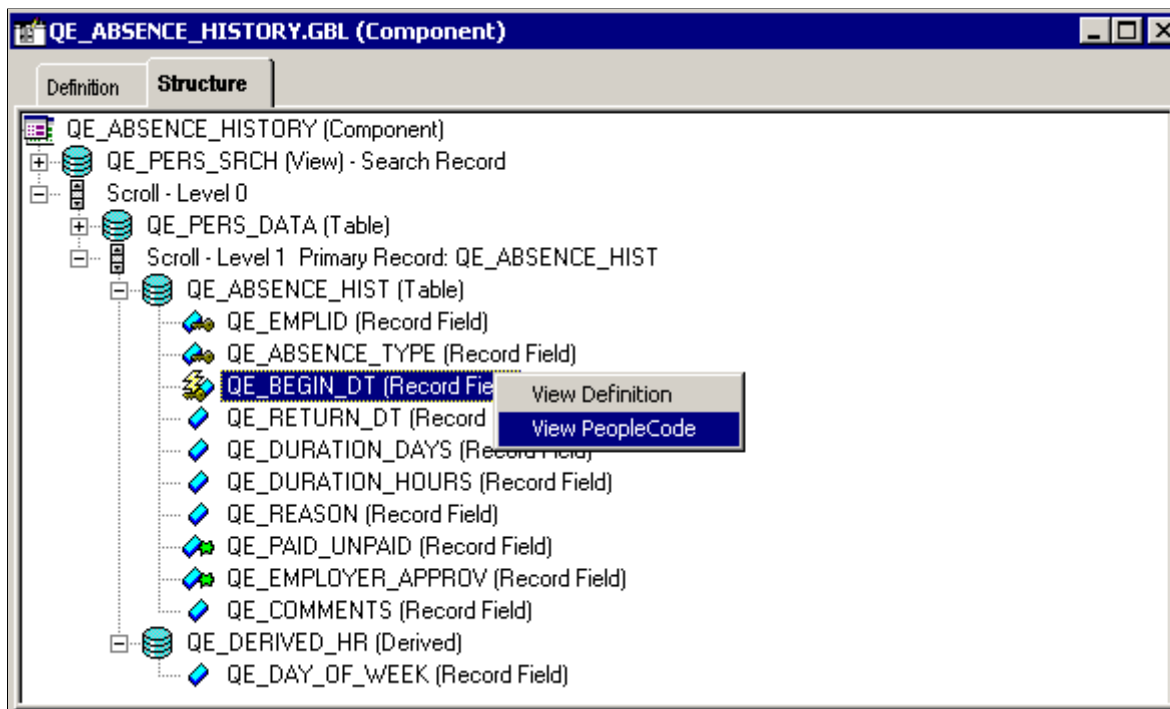 QE_ABSENCE_HISTORY.GBL (Component)
Definition Structure
QE_ABSENCE_HISTORY (Component)
QE_PERS_SRCH (View) - Search Record
Scroll - Level 0
QE_PERS_DATA (Table)
Scroll - Level 1 Primary Record: QE_ABSENCE_HIST
QE_ABSENCE_HIST (Table)
QE_EMPLID (Record Field)
QE_ABSENCE_TYPE (Record Field)
QE_BEGIN_DT (Record Fie
View Definition
QE_RETURN_DT (Record
View PeopleCode
QE_DURATION_DAYS (Record Field)
QE_DURATION_HOURS (Record Field)
QE_REASON (Record Field)
QE_PAID_UNPAID (Record Field)
QE_EMPLOYER_APPROV (Record Field)
QE_COMMENTS (Record Field)
QE_DERIVED_HR (Derived)
QE_DAY_OF_WEEK (Record Field)